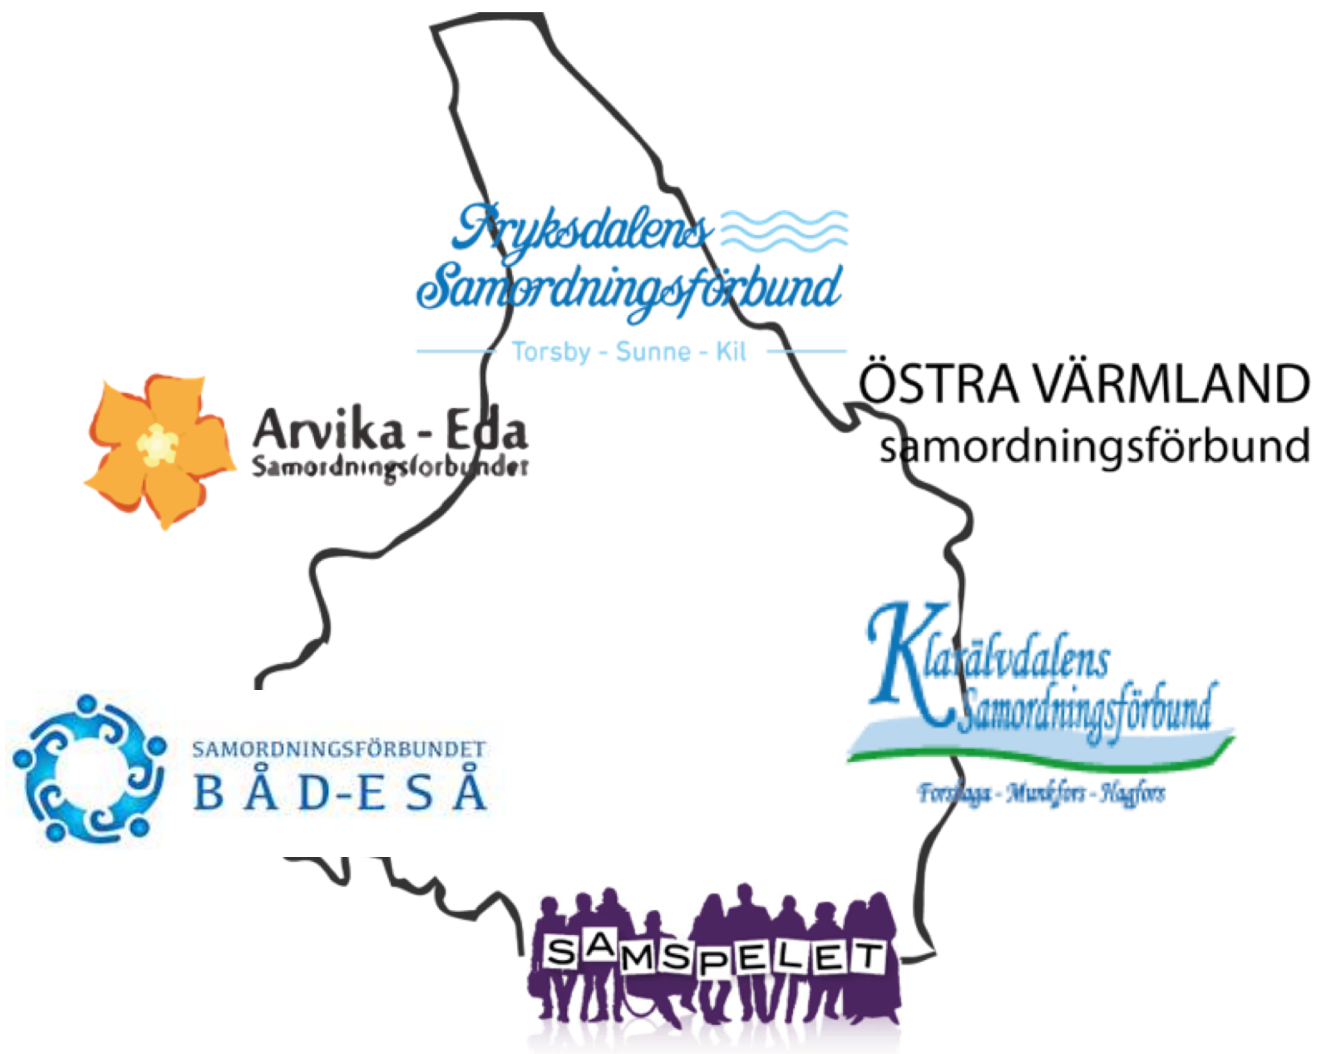 Fryksdalens
Samordningsförbund
Torsby - Sunne - Kil
ÖSTRA VÄRMLAND
samordningsförbund
Arvika - Eda
Samordningsförbundet
Klarälvdalens
Samordningsförbund
Forshaga - Munkfors - Hagfors
SAMORDNINGSFÖRBUNDET
BÅD-ESÅ
SAMSPELET